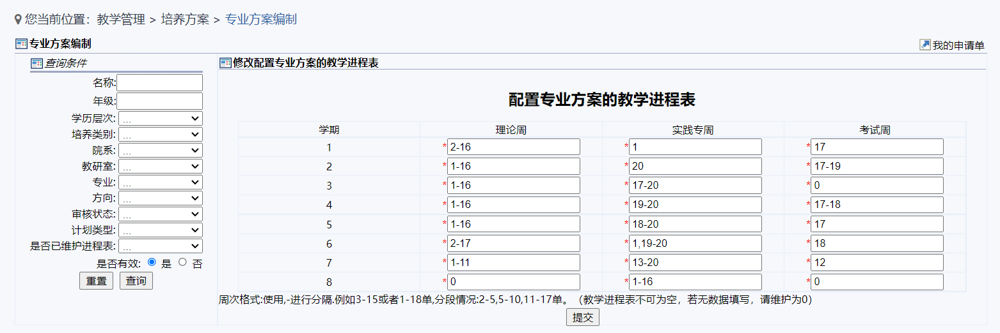 您当前位置：教学管理 > 培养方案 > 专业方案编制
专业方案编制
我的申请单
查询条件
名称:
年级:
学历层次: ...
培养类别: ...
院系: ...
教研室: ...
专业: ...
方向: ...
审核状态: ...
计划类型: ...
是否已维护进程表: ...
是否有效: 是 否
重置 查询
修改配置专业方案的教学进程表
配置专业方案的教学进程表
学期 理论周 实践专周 考试周
1 *2-16 *1 *17
2 *1-16 *20 *17-19
3 *1-16 *17-20 *0
4 *1-16 *19-20 *17-18
5 *1-16 *18-20 *17
6 *2-17 *1,19-20 *18
7 *1-11 *13-20 *12
8 *0 *1-16 *0
周次格式:使用,-进行分隔.例如3-15或者1-18单,分段情况:2-5,5-10,11-17单。（教学进程表不可为空，若无数据填写，请维护为0）
提交